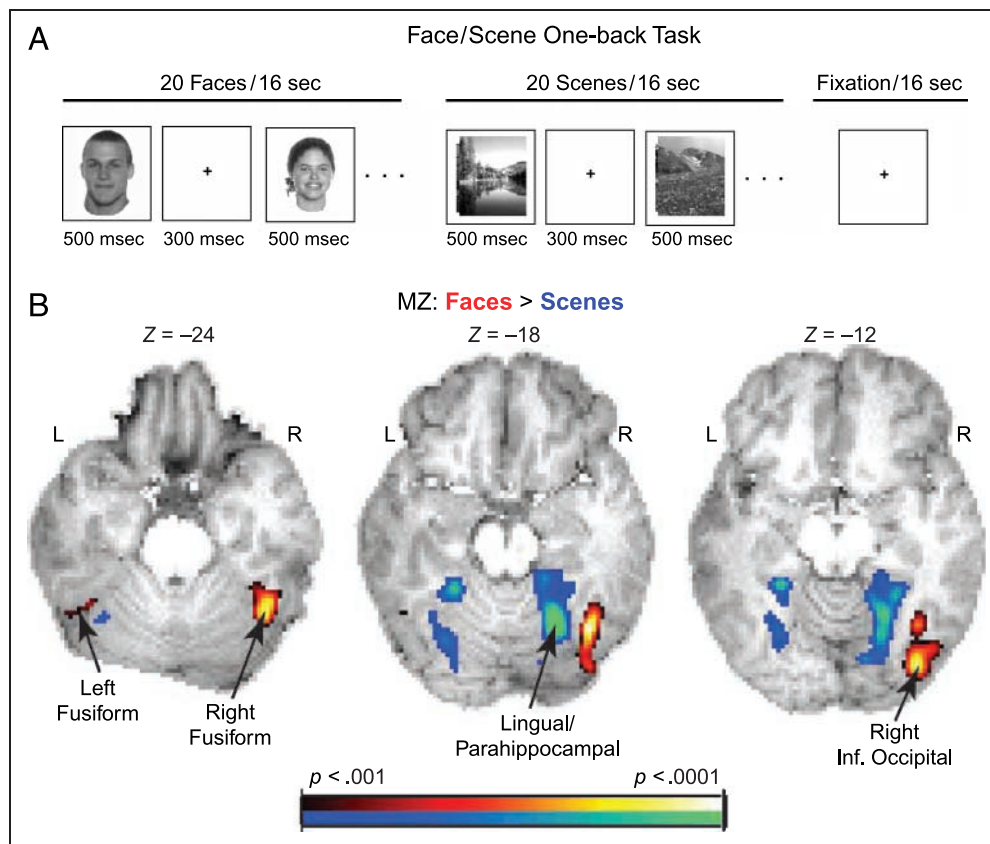 A
Face/Scene One-back Task
20 Faces/16 sec
20 Scenes/16 sec
Fixation/16 sec
+
. . .
+
. . .
+
500 msec
300 msec
500 msec
500 msec
300 msec
500 msec
B
MZ: Faces > Scenes
Z = –24
Z = –18
Z = –12
L
R
L
R
L
R
Left
Fusiform
Right
Fusiform
Lingual/
Parahippocampal
Right
Inf. Occipital
p < .001
p < .0001